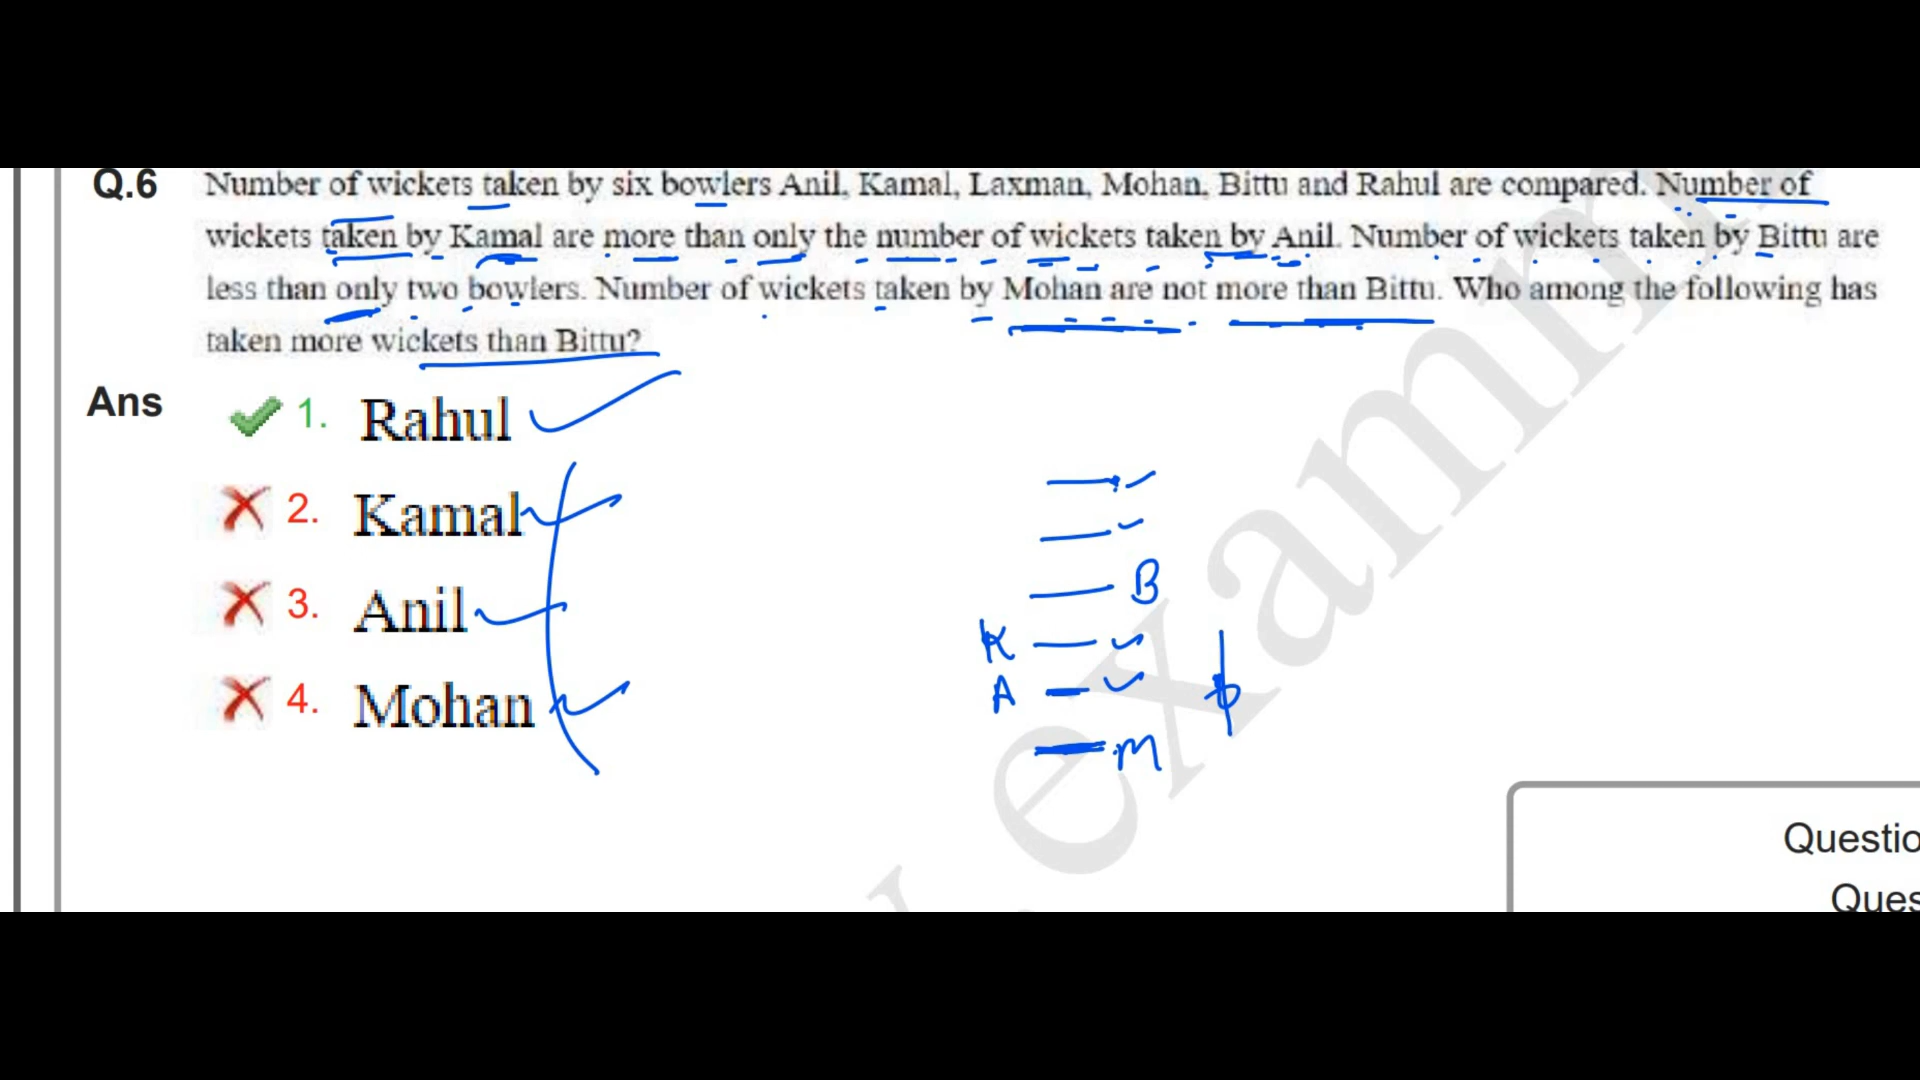 Q.6 Number of wickets taken by six bowlers Anil, Kamal, Laxman, Mohan, Bittu and Rahul are compared. Number of
wickets taken by Kamal are more than only the number of wickets taken by Anil. Number of wickets taken by Bittu are
less than only two bowlers. Number of wickets taken by Mohan are not more than Bittu. Who among the following has
taken more wickets than Bittu?
Ans 1. Rahul
2. Kamal
3. Anil
4. Mohan
B
K
A
M
exam
Questio
Ques